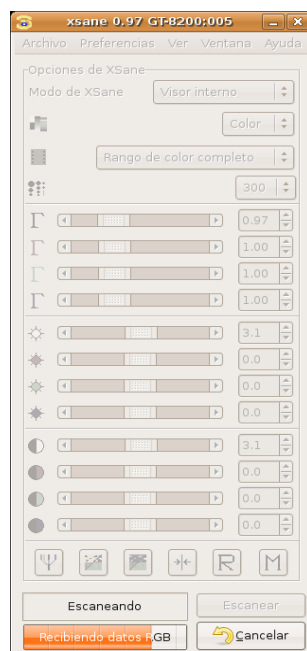 xsane 0.97 GT-8200:005
Archivo Preferencias Ver Ventana Ayuda
Opciones de XSane
Modo de XSane Visor interno
Color
Rango de color completo
300
0.97
1.00
1.00
1.00
3.1
0.0
0.0
0.0
3.1
0.0
0.0
0.0
R M
Escaneando Escanear
Recibiendo datos RGB Cancelar